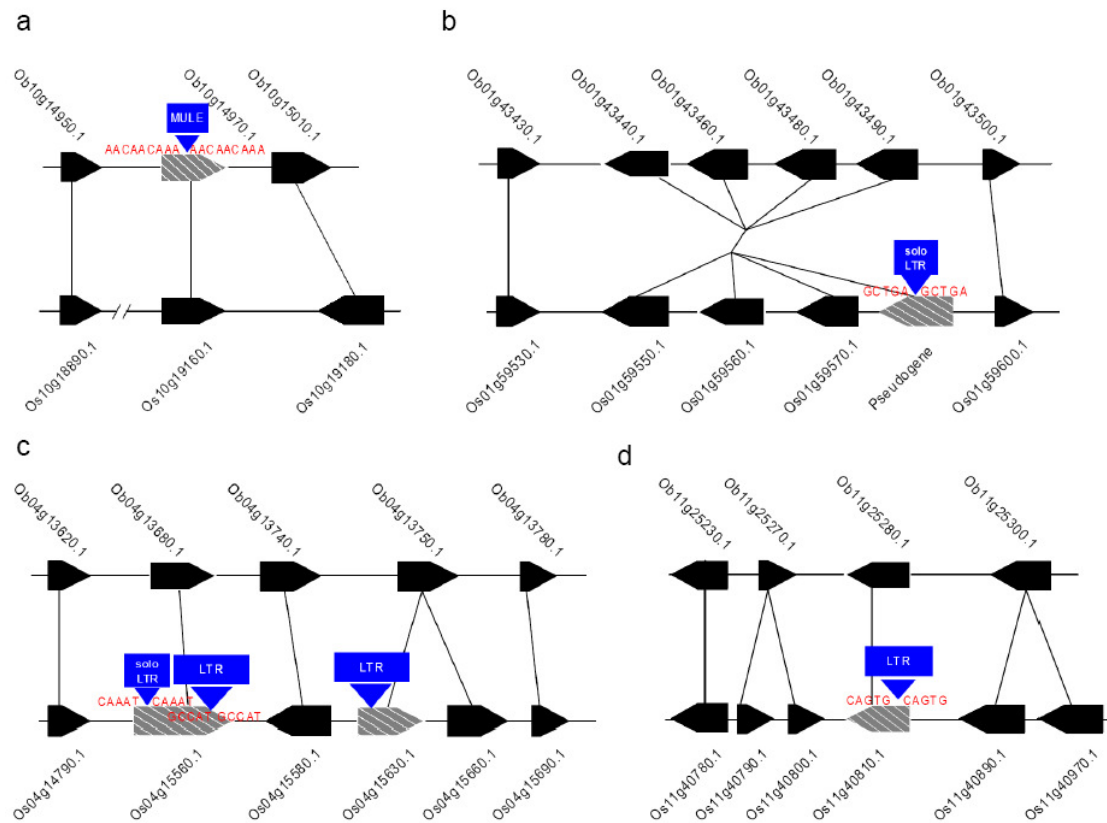 a
Ob10g14950.1
Ob10g14970.1
Ob10g15010.1
MULE
AACAACAAA AACAACAAA
Os10g18890.1
Os10g19160.1
Os10g19180.1
b
Ob01g43430.1
Ob01g43440.1
Ob01g43460.1
Ob01g43480.1
Ob01g43490.1
Ob01g43500.1
solo
LTR
GCTGA GCTGA
Os01g59530.1
Os01g59550.1
Os01g59560.1
Os01g59570.1
Pseudogene
Os01g59600.1
c
Ob04g13620.1
Ob04g13680.1
Ob04g13740.1
Ob04g13750.1
Ob04g13780.1
solo
LTR
LTR
LTR
CAAAT CAAAT
GCCAT GCCAT
Os04g14790.1
Os04g15560.1
Os04g15580.1
Os04g15630.1
Os04g15660.1
Os04g15690.1
d
Ob11g25230.1
Ob11g25270.1
Ob11g25280.1
Ob11g25300.1
LTR
CAGTG CAGTG
Os11g40780.1
Os11g40790.1
Os11g40800.1
Os11g40810.1
Os11g40890.1
Os11g40970.1